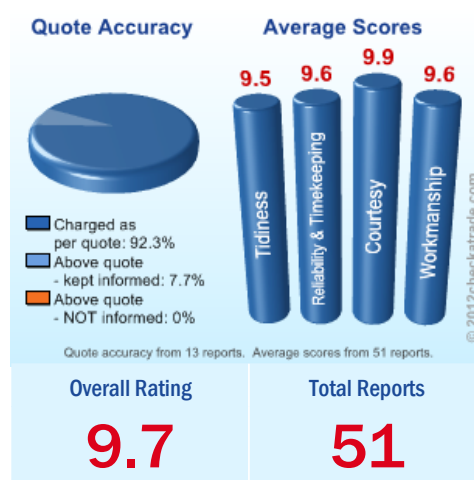 Quote Accuracy
Average Scores
9.5
9.6
9.9
9.6
Tidiness
Reliability & Timekeeping
Courtesy
Workmanship
Charged as
per quote: 92.3%
Above quote
- kept informed: 7.7%
Above quote
- NOT informed: 0%
© 2012checkatrade.com
Quote accuracy from 13 reports. Average scores from 51 reports.
Overall Rating
9.7
Total Reports
51